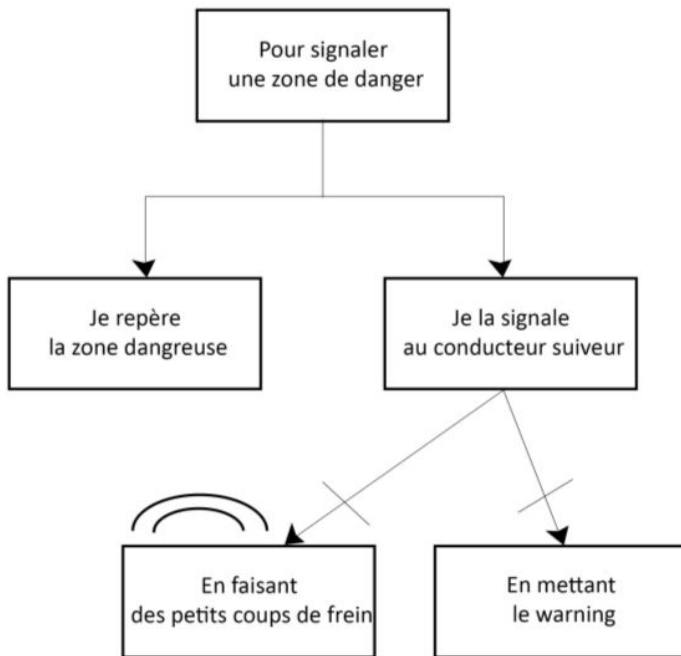 Pour signaler
une zone de danger
Je repère
la zone dangreuse
Je la signale
au conducteur suiveur
En faisant
des petits coups de frein
En mettant
le warning